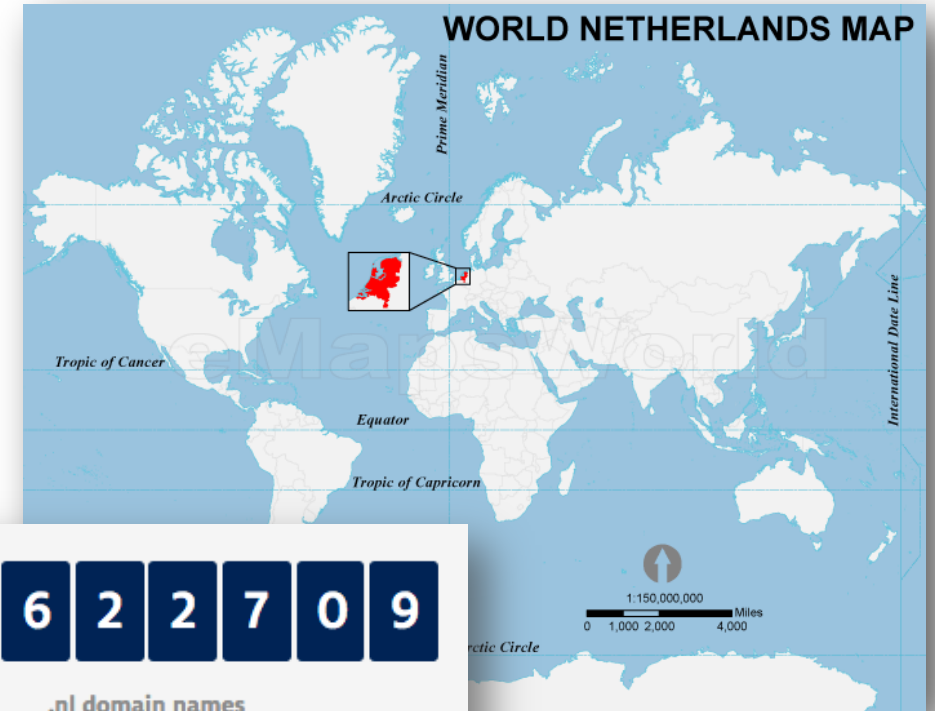 WORLD NETHERLANDS MAP
Prime Meridian
Arctic Circle
eMapsWorld
International Date Line
Tropic of Cancer
Equator
Tropic of Capricorn
1:150,000,000
Miles
0 1,000 2,000 4,000
rctic Circle
6 2 2 7 0 9
.nl domain names